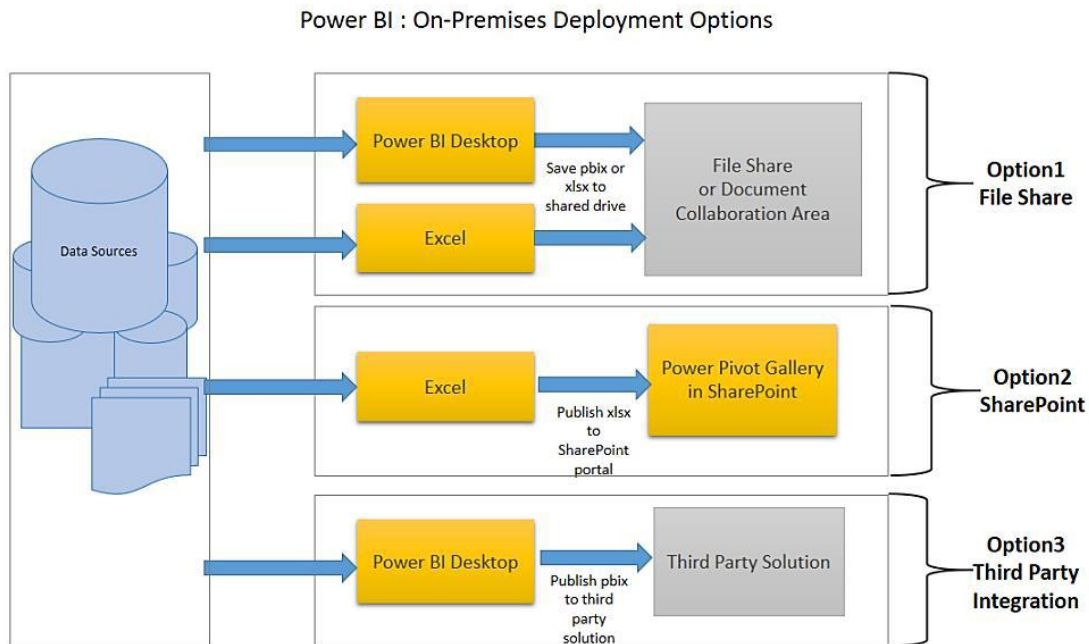 Power BI : On-Premises Deployment Options
Data Sources
Power BI Desktop
Save pbix or
xlsx to
shared drive
Excel
File Share
or Document
Collaboration Area
Option1
File Share
Excel
Publish xlsx
to
SharePoint
portal
Power Pivot Gallery
in SharePoint
Option2
SharePoint
Power BI Desktop
Publish pbix
to third
party
solution
Third Party Solution
Option3
Third Party
Integration